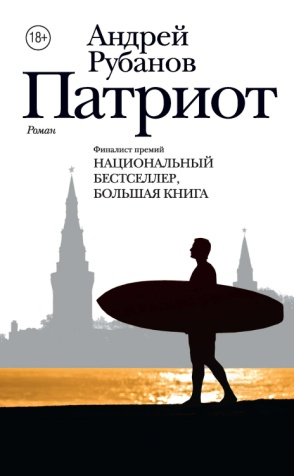 18+
Андрей
Рубанов
Патриот
Роман
Финалист премий
НАЦИОНАЛЬНЫЙ
БЕСТСЕЛЛЕР,
БОЛЬШАЯ КНИГА